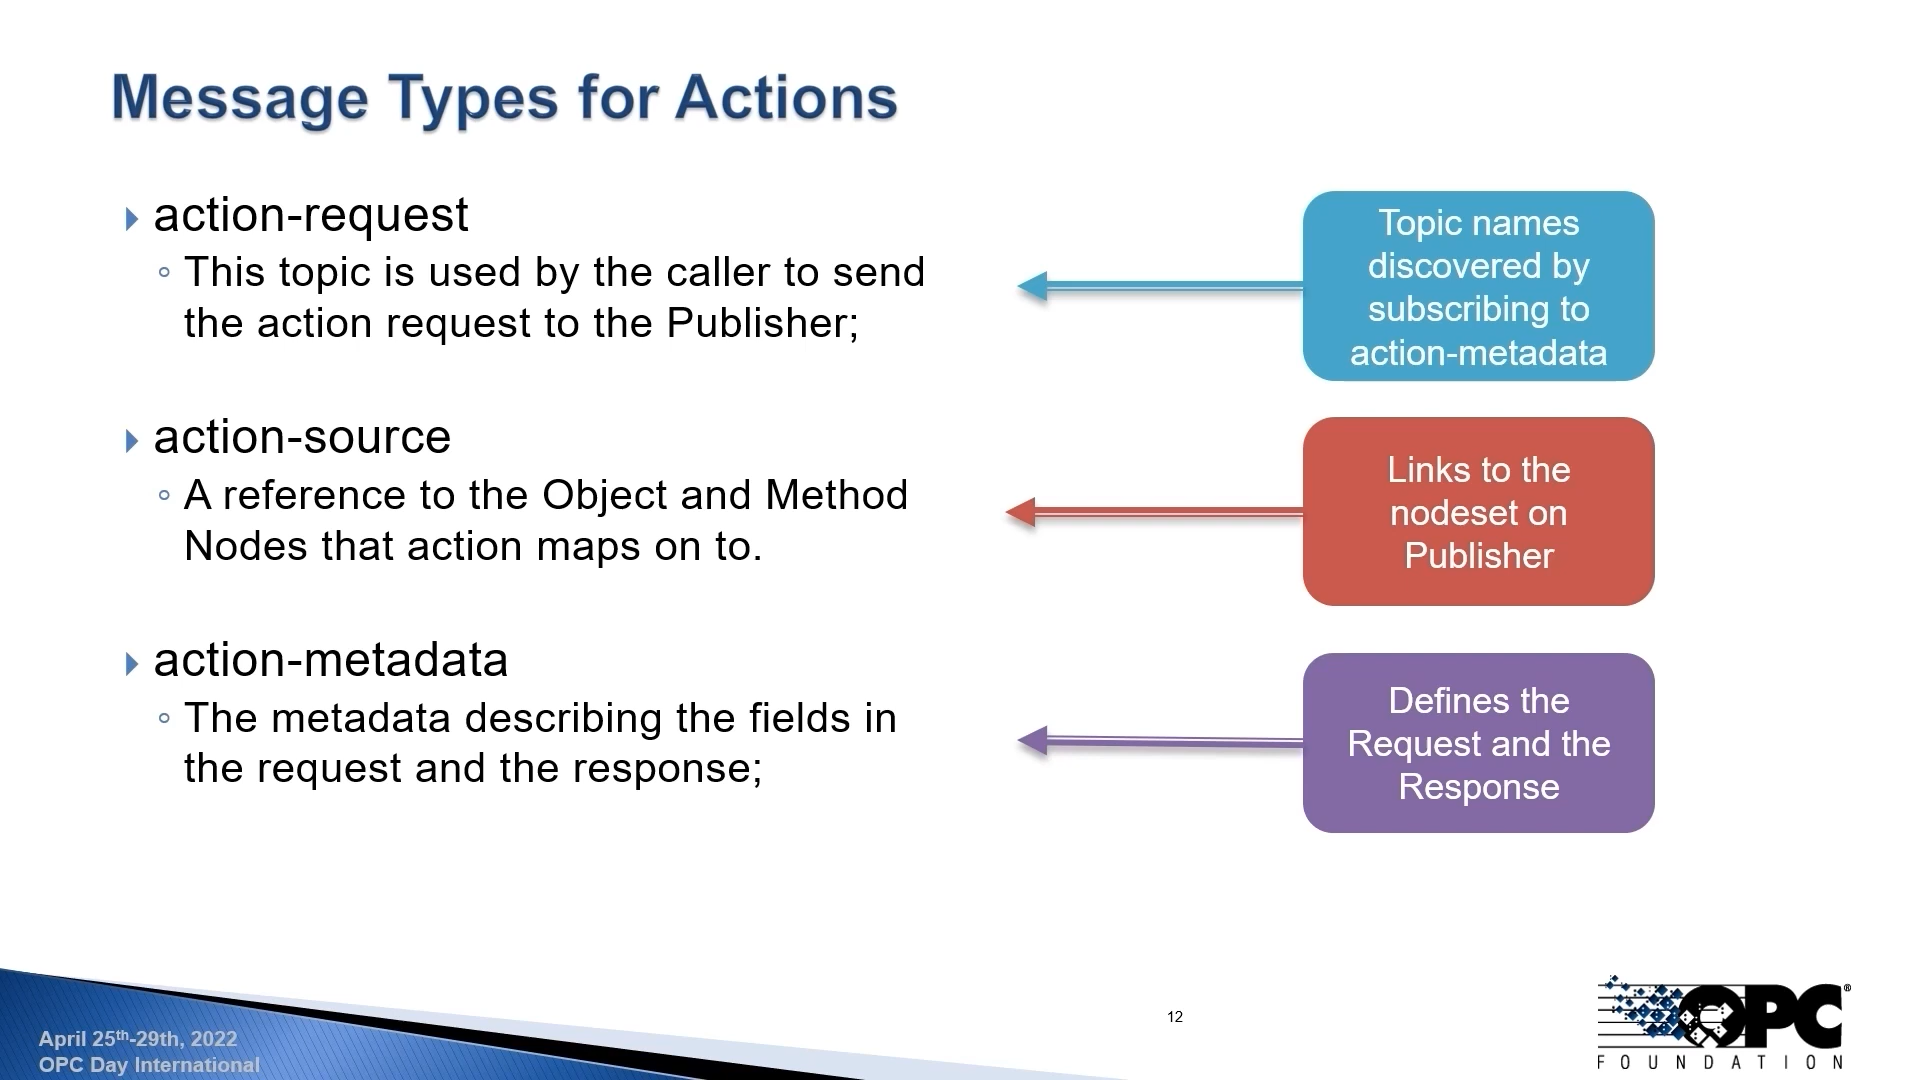 Message Types for Actions
action-request
This topic is used by the caller to send
the action request to the Publisher;
Topic names
discovered by
subscribing to
action-metadata
action-source
A reference to the Object and Method
Nodes that action maps on to.
Links to the
nodeset on
Publisher
action-metadata
The metadata describing the fields in
the request and the response;
Defines the
Request and the
Response
April 25th-29th, 2022
OPC Day International
12
OPC®
FOUNDATION